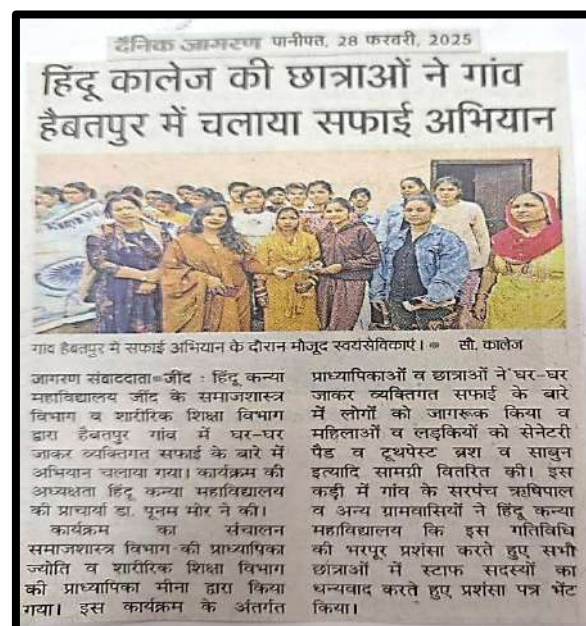 दैनिक जागरण पानीपत, 28 फरवरी, 2025
हिंदू कालेज की छात्राओं ने गांव
हैबतपुर में चलाया सफाई अभियान
गांव हैबतपुर में सफाई अभियान के दौरान मौजूद स्वयंसेविकाएं। ● सौ. कालेज
जागरण संवाददाता●जींद : हिंदू कन्या
महाविद्यालय जींद के समाजशास्त्र
विभाग व शारीरिक शिक्षा विभाग
द्वारा हैबतपुर गांव में घर-घर
जाकर व्यक्तिगत सफाई के बारे में
अभियान चलाया गया। कार्यक्रम की
अध्यक्षता हिंदू कन्या महाविद्यालय
की प्राचार्या डा. पूनम मोर ने की।
कार्यक्रम का संचालन
समाजशास्त्र विभाग की प्राध्यापिका
ज्योति व शारीरिक शिक्षा विभाग
की प्राध्यापिका मीना द्वारा किया
गया। इस कार्यक्रम के अंतर्गत
प्राध्यापिकाओं व छात्राओं ने घर-घर
जाकर व्यक्तिगत सफाई के बारे
में लोगों को जागरूक किया व
महिलाओं व लड़कियों को सेनेटरी
पैड व टूथपेस्ट ब्रश व साबुन
इत्यादि सामग्री वितरित की। इस
कड़ी में गांव के सरपंच ऋषिपाल
व अन्य ग्रामवासियों ने हिंदू कन्या
महाविद्यालय कि इस गतिविधि
की भरपूर प्रशंसा करते हुए सभी
छात्राओं में स्टाफ सदस्यों का
धन्यवाद करते हुए प्रशंसा पत्र भेंट
किया।